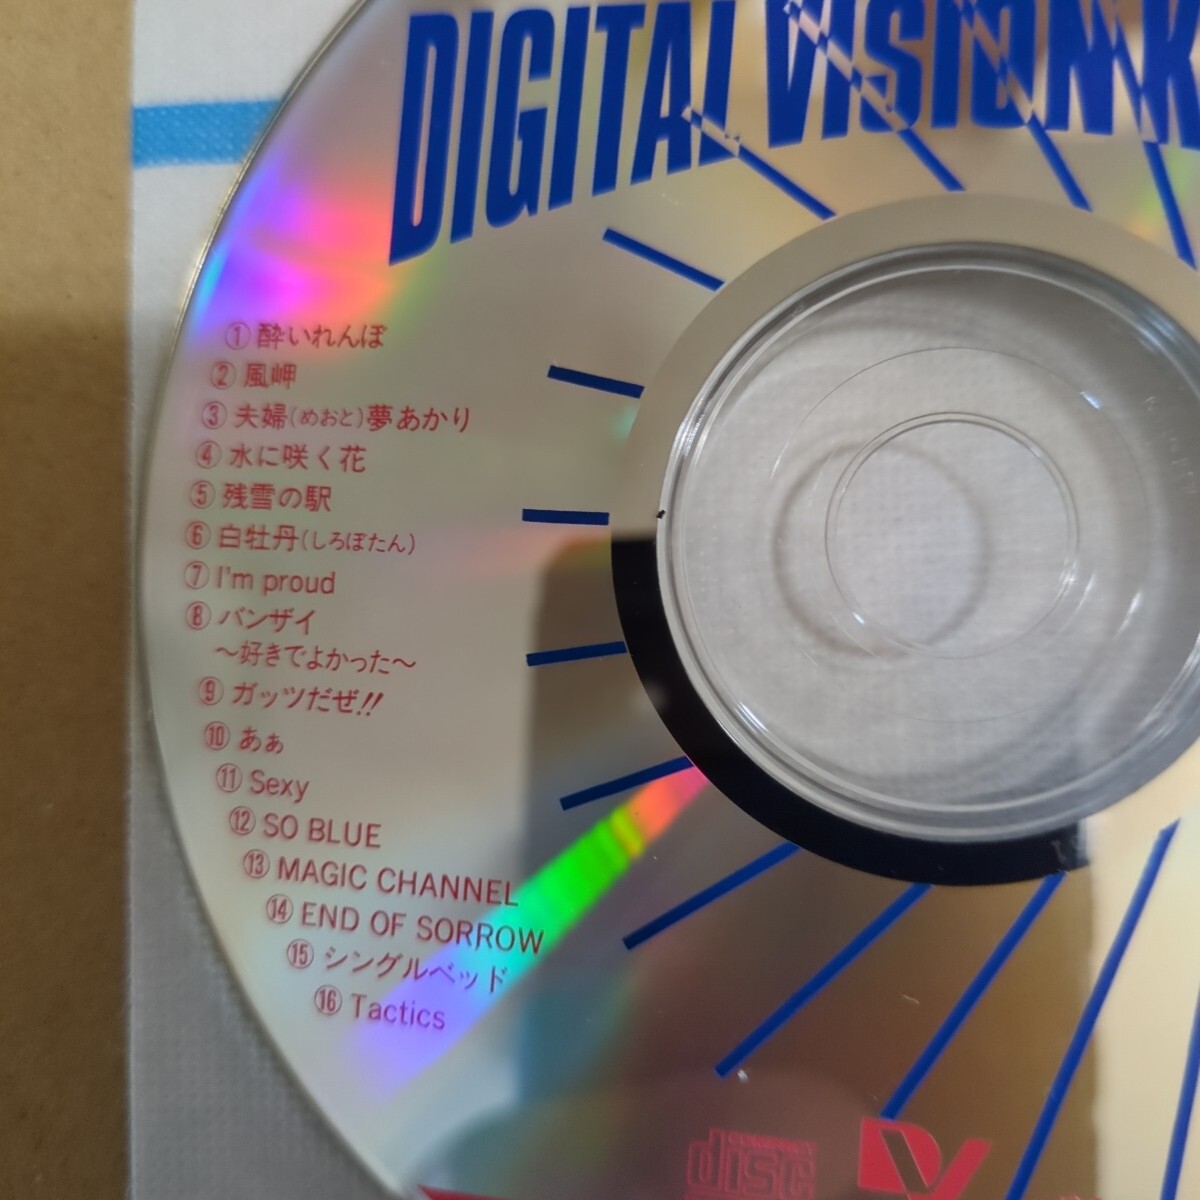 DIGITAL VISION K
① 酔いれんぼ
② 風岬
③ 夫婦(めおと)夢あかり
④ 水に咲く花
⑤ 残雪の駅
⑥ 白牡丹(しろぼたん)
⑦ I'm proud
⑧ バンザイ
～好きでよかった～
⑨ ガッツだぜ!!
⑩ あぁ
⑪ Sexy
⑫ SO BLUE
⑬ MAGIC CHANNEL
⑭ END OF SORROW
⑮ シングルベッド
⑯ Tactics
COMPACT
disc
DV